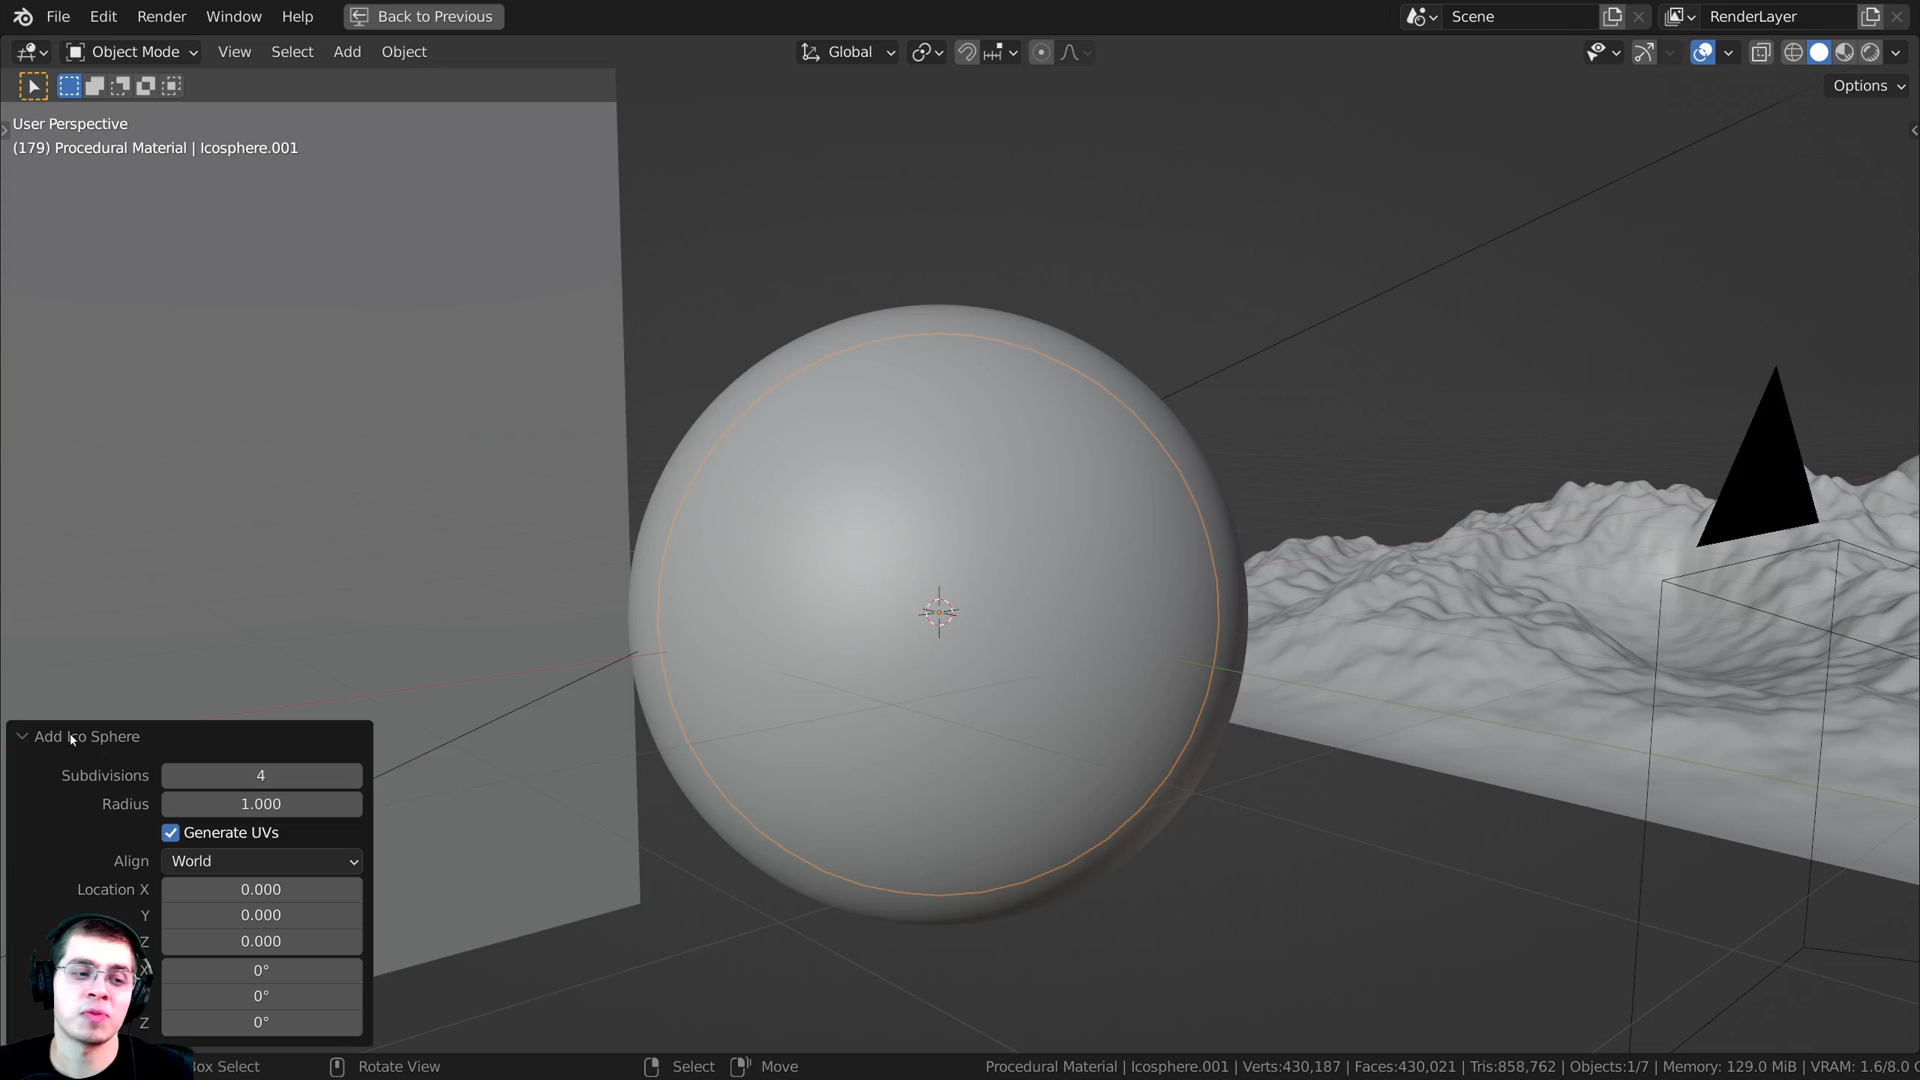 File Edit Render Window Help Back to Previous Scene RenderLayer
Object Mode View Select Add Object Global
Options
User Perspective
(179) Procedural Material | Icosphere.001
Add Ico Sphere
Subdivisions 4
Radius 1.000
Generate UVs
Align World
Location X 0.000
Y 0.000
Z 0.000
X 0°
0°
Z 0°
Box Select Rotate View Select Move Procedural Material | Icosphere.001 | Verts:430,187 | Faces:430,021 | Tris:858,762 | Objects:1/7 | Memory: 129.0 MiB | VRAM: 1.6/8.0